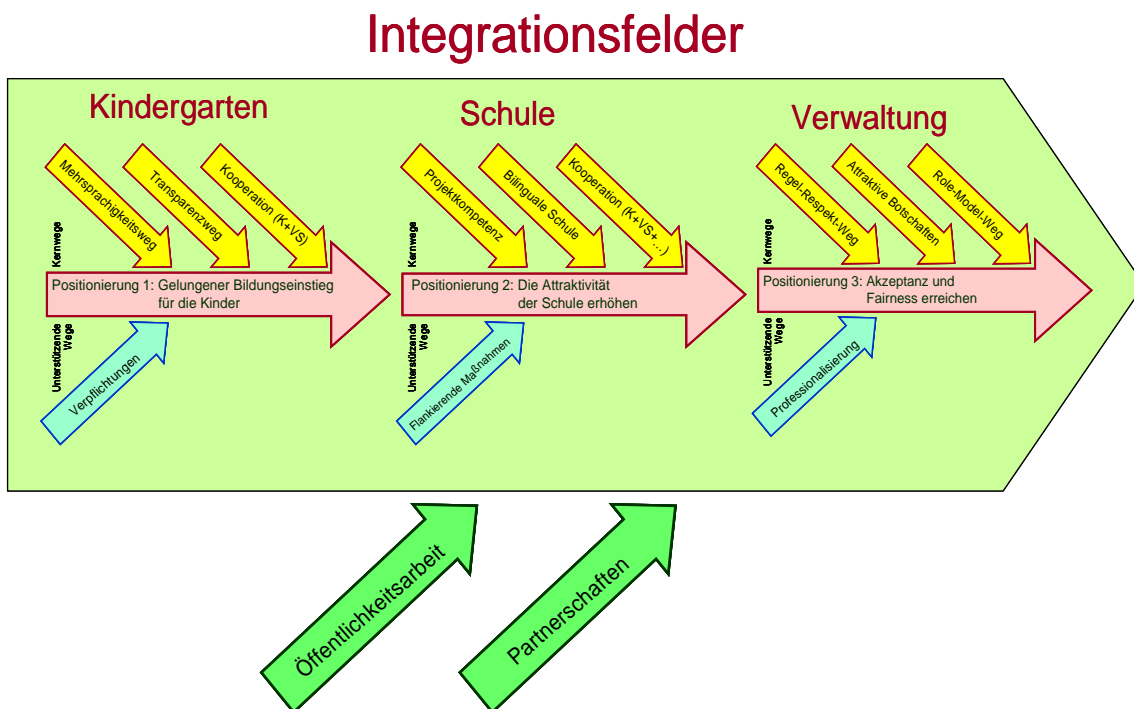 Integrationsfelder
Kindergarten
Mehrsprachigkeitsweg
Transparenzweg
Kooperation (K+VS)
Kernwege
Positionierung 1: Gelungener Bildungseinstieg
für die Kinder
Unterstützende
Wege
Verpflichtungen
Schule
Projektkompetenz
Bilinguale Schule
Kooperation (K+VS+...)
Kernwege
Positionierung 2: Die Attraktivität
der Schule erhöhen
Unterstützende
Wege
Flankierende Maßnahmen
Verwaltung
Regel-Respekt-Weg
Attraktive Botschaften
Role-Model-Weg
Kernwege
Positionierung 3: Akzeptanz und
Fairness erreichen
Unterstützende
Wege
Professionalisierung
Öffentlichkeitsarbeit
Partnerschaften